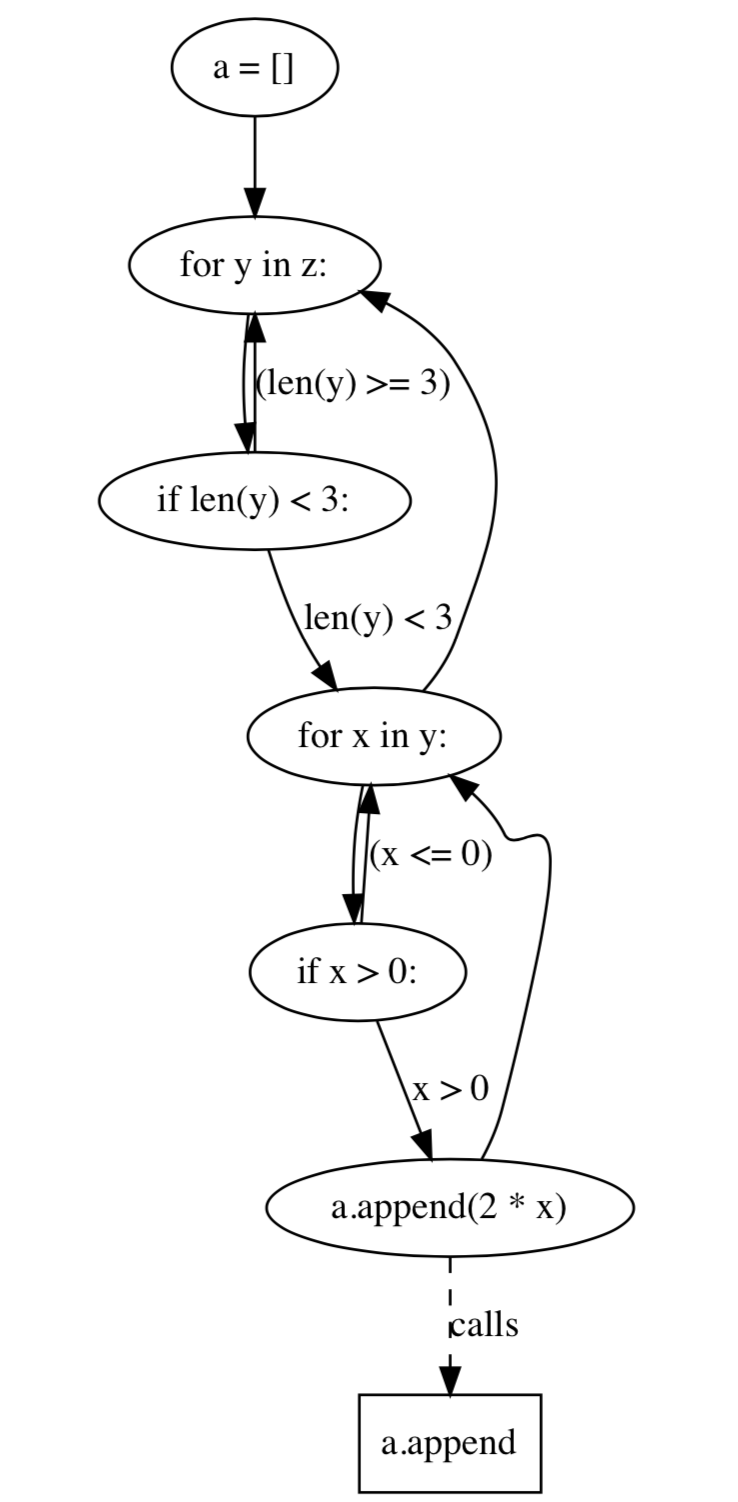 a = []
for y in z:
(len(y) >= 3)
if len(y) < 3:
len(y) < 3
for x in y:
(x <= 0)
if x > 0:
x > 0
a.append(2 * x)
calls
a.append